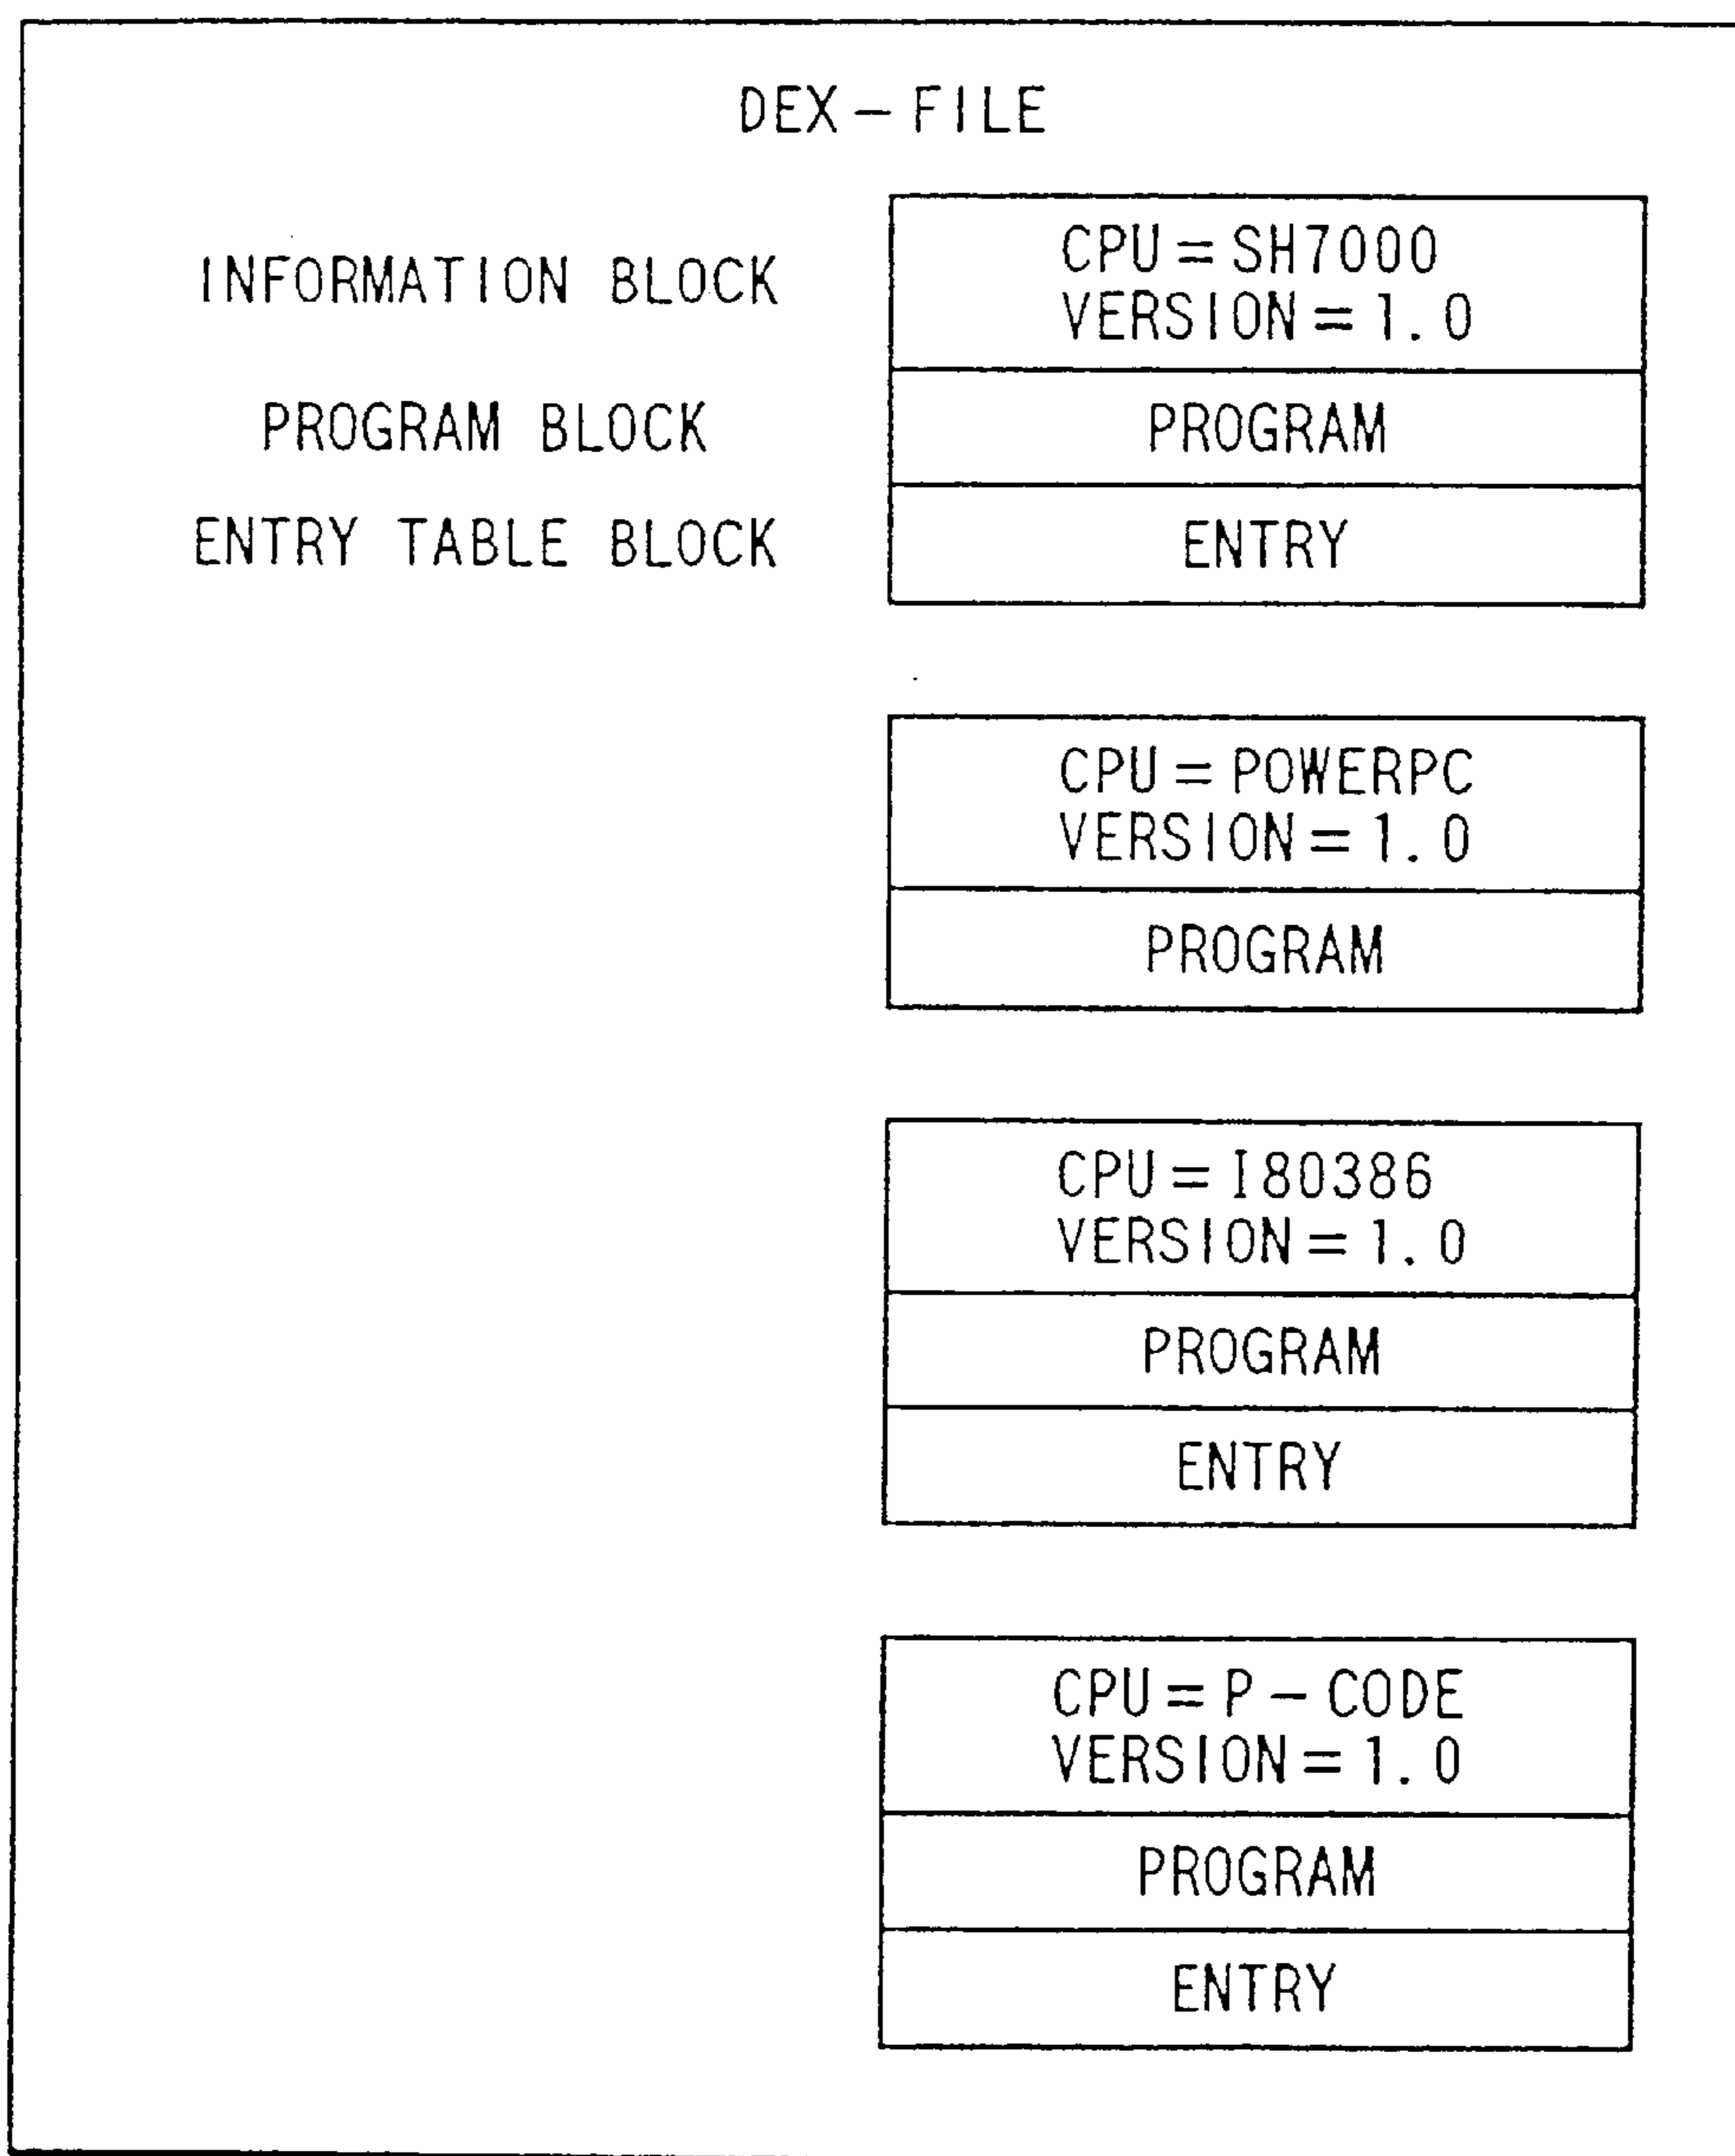 DEX-FILE
INFORMATION BLOCK
CPU=SH7000
VERSION=1.0
PROGRAM BLOCK
PROGRAM
ENTRY TABLE BLOCK
ENTRY
CPU=POWERPC
VERSION=1.0
PROGRAM
CPU=I80386
VERSION=1.0
PROGRAM
ENTRY
CPU=P-CODE
VERSION=1.0
PROGRAM
ENTRY